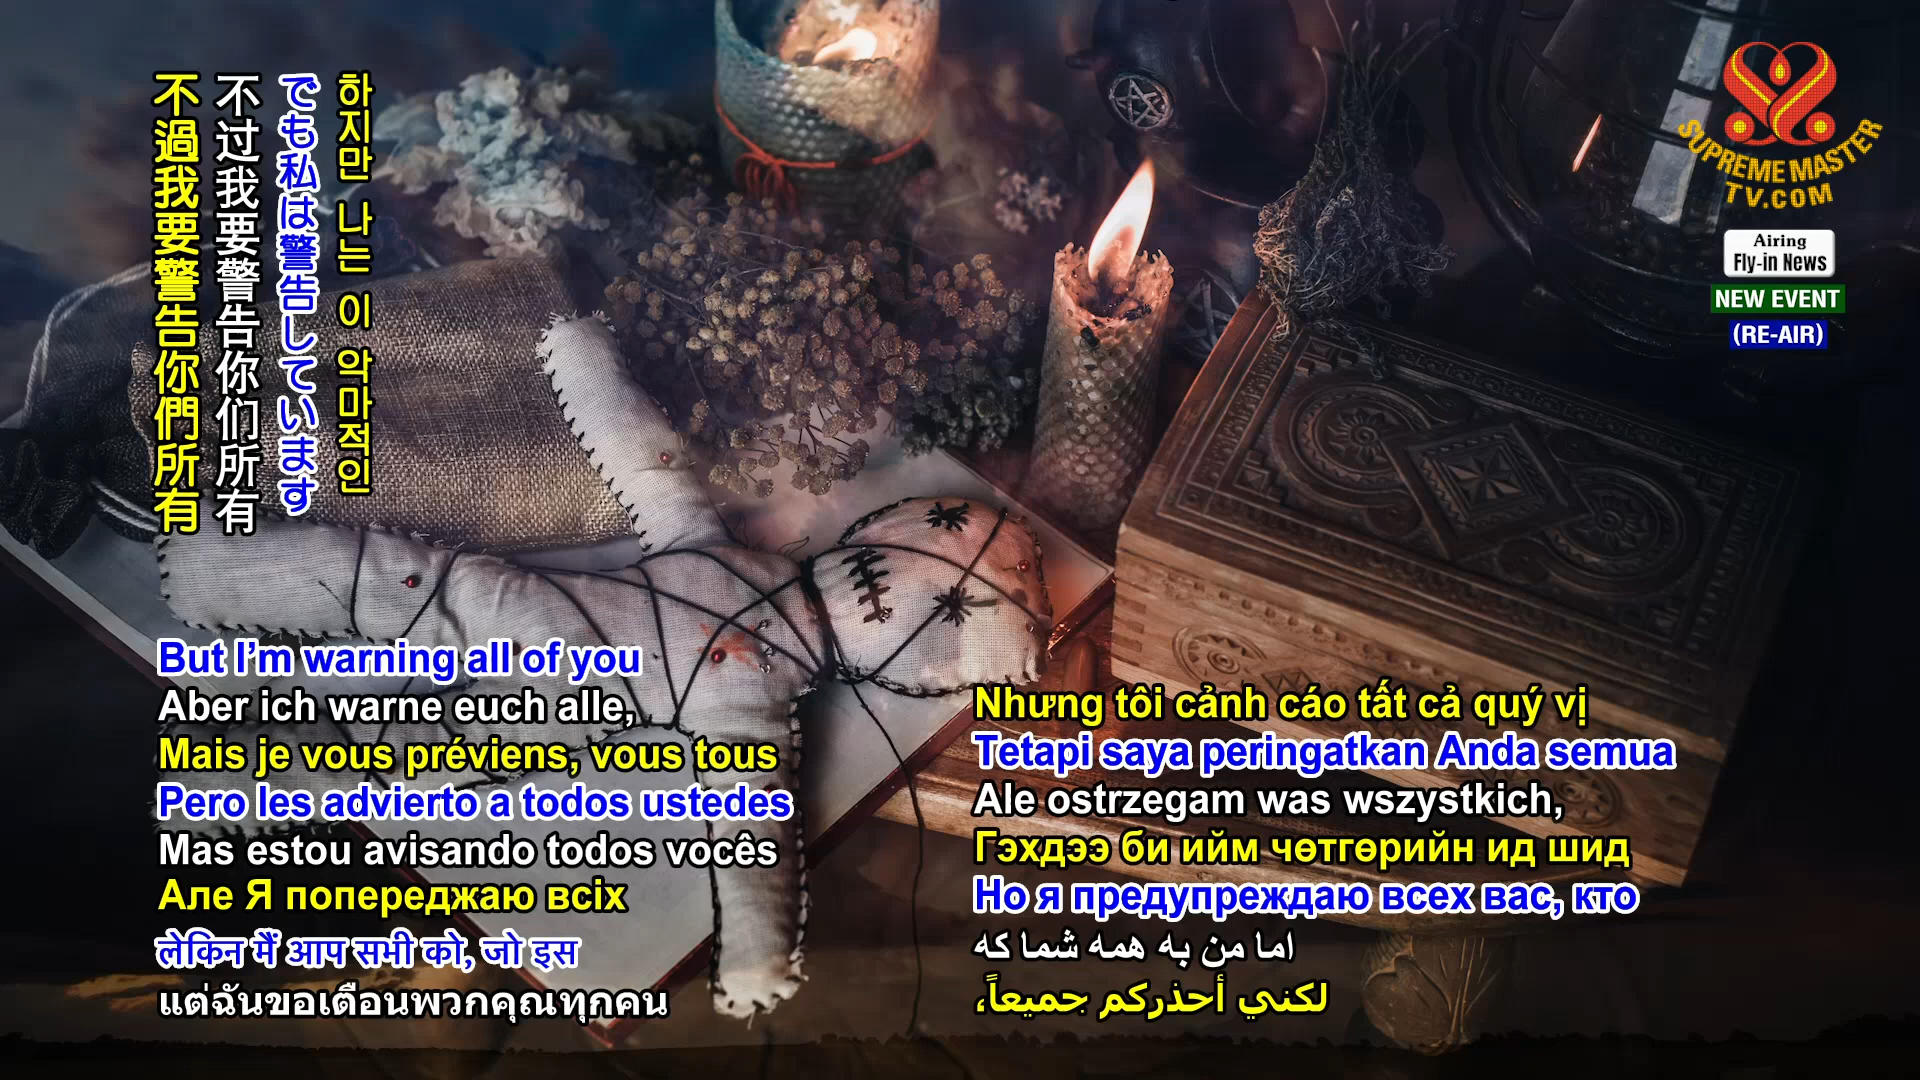 不過我要警告你們所有
不过我要警告你们所有
でも私は警告しています
하지만 나는 이 악마적인
SUPREME MASTER
TV.COM
Airing
Fly-in News
NEW EVENT
(RE-AIR)
But I’m warning all of you
Aber ich warne euch alle,
Mais je vous préviens, vous tous
Pero les advierto a todos ustedes
Mas estou avisando todos vocês
Але Я попереджаю всіх
लेकिन मैं आप सभी को, जो इस
แต่ฉันขอเตือนพวกคุณทุกคน
Nhưng tôi cảnh cáo tất cả quý vị
Tetapi saya peringatkan Anda semua
Ale ostrzegam was wszystkich,
Гэхдээ би ийм чөтгөрийн ид шид
Но я предупреждаю всех вас, кто
اما من به همه شما که
لكنني أحذركم جميعاً،